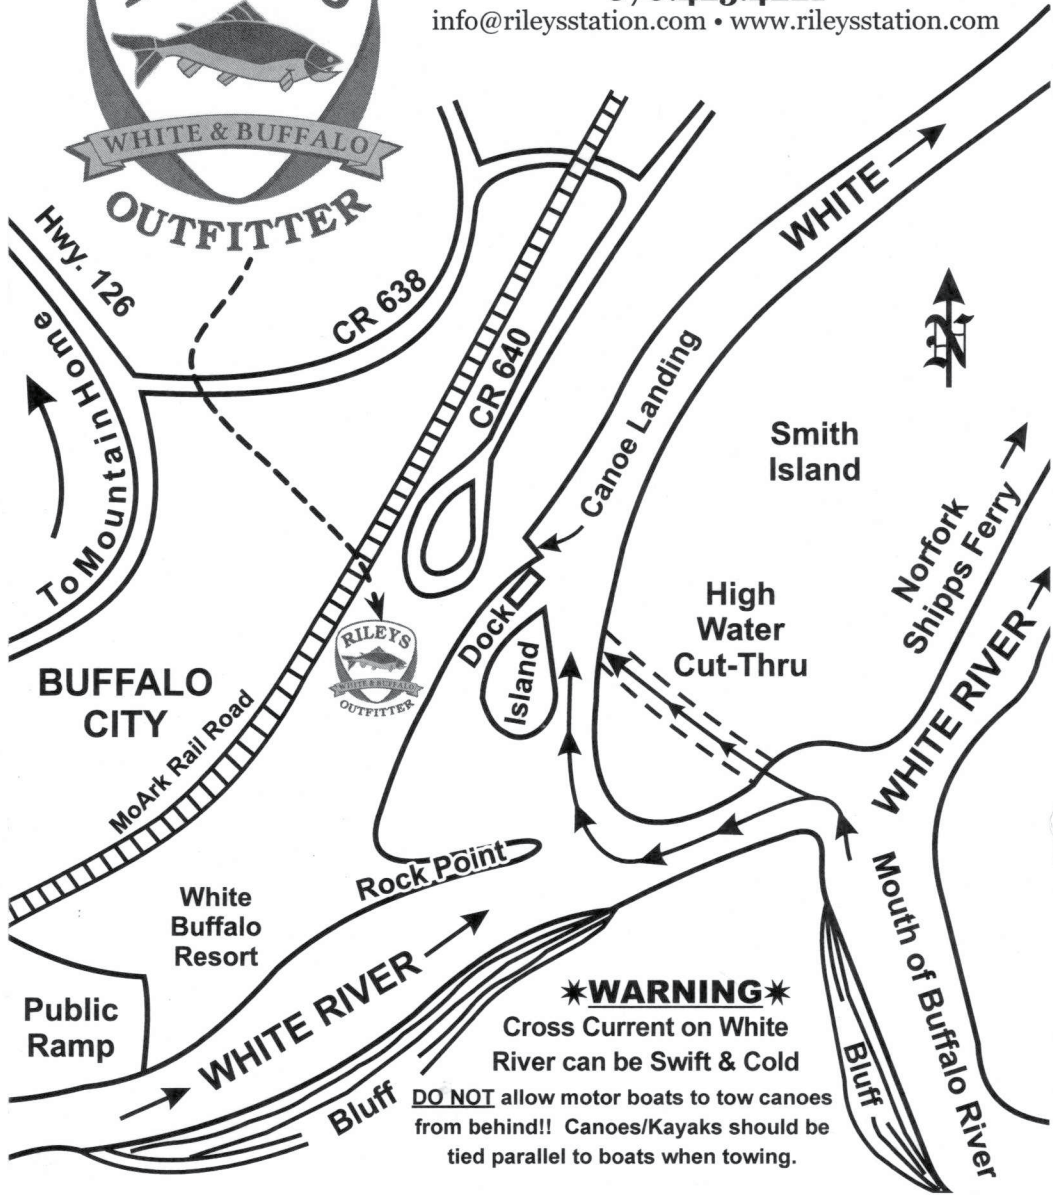 info@rileysstation.com • www.rileysstation.com
WHITE & BUFFALO
OUTFITTER
Hwy. 126
CR 638
CR 640
WHITE
N
To Mountain Home
Canoe Landing
Smith
Island
Norfork
Shipps Ferry
High
Water
Cut-Thru
Dock
Island
RILEYS
WHITE & BUFFALO
OUTFITTER
BUFFALO
CITY
MoArk Rail Road
WHITE RIVER
Rock Point
White
Buffalo
Resort
Mouth of Buffalo River
Public
Ramp
WHITE RIVER
Bluff
Bluff
WARNING
Cross Current on White
River can be Swift & Cold
DO NOT allow motor boats to tow canoes
from behind!! Canoes/Kayaks should be
tied parallel to boats when towing.